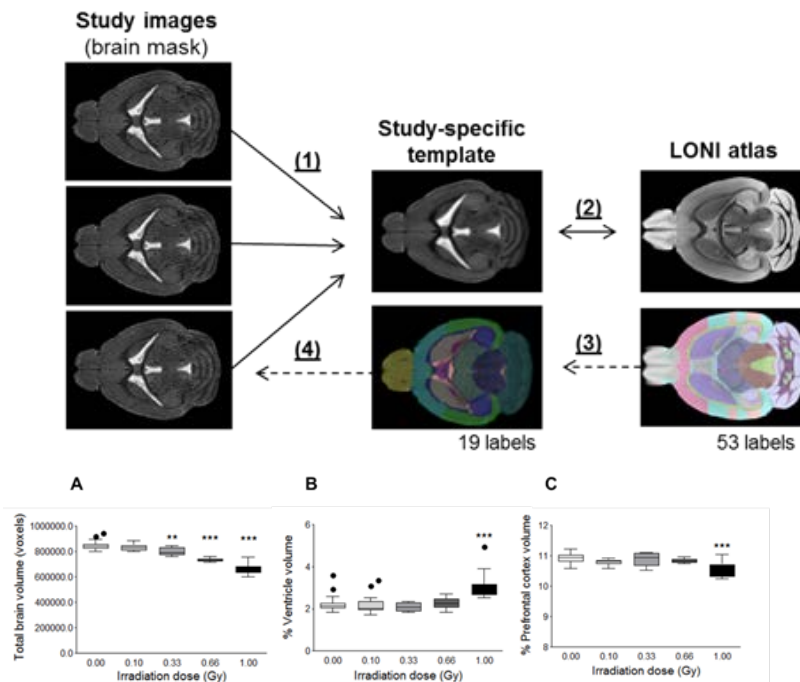 Study images
(brain mask)
Study-specific
template
LONI atlas
(1)
(2)
(3)
(4)
19 labels
53 labels
A
B
C
Total brain volume (voxels)
1000000.0
800000.0
600000.0
400000.0
200000.0
0.0
** *** ***
0.00 0.10 0.33 0.66 1.00
Irradiation dose (Gy)
% Ventricle volume
6
4
2
0
***
0.00 0.10 0.33 0.66 1.00
Irradiation dose (Gy)
% Prefrontal cortex volume
12
11
10
9
8
***
0.00 0.10 0.33 0.66 1.00
Irradiation dose (Gy)